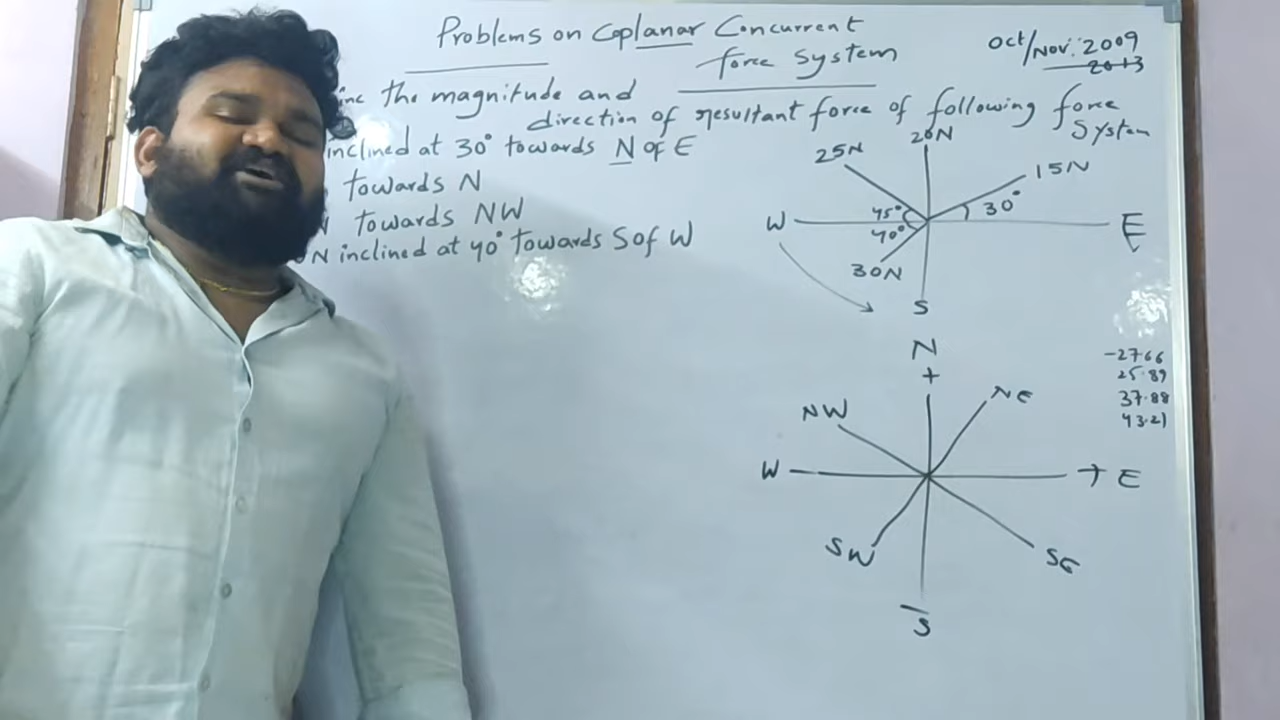 Problems on Coplanar Concurrent
force System
Oct/Nov: 2009
2013
the magnitude and
direction of resultant force of following force
System
inclined at 30° towards N of E
towards N
towards NW
N inclined at 40° towards S of W
20N
25N
15N
45°
30°
W
E
40°
30N
S
N
+
-27.66
25.89
37.88
43.21
NW
NE
W
+ E
SW
SE
S